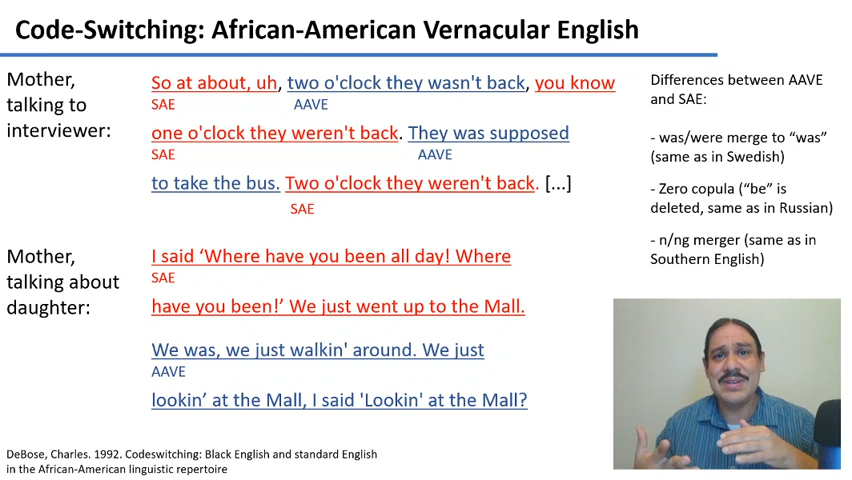 Code-Switching: African-American Vernacular English
Mother,
talking to
interviewer:
So at about, uh, two o'clock they wasn't back, you know
SAE AAVE
one o'clock they weren't back. They was supposed
SAE AAVE
to take the bus. Two o'clock they weren't back. [...]
SAE
Mother,
talking about
daughter:
I said ‘Where have you been all day! Where
SAE
have you been!’ We just went up to the Mall.
We was, we just walkin' around. We just
AAVE
lookin’ at the Mall, I said 'Lookin' at the Mall?
Differences between AAVE
and SAE:
- was/were merge to “was”
(same as in Swedish)
- Zero copula (“be” is
deleted, same as in Russian)
- n/ng merger (same as in
Southern English)
DeBose, Charles. 1992. Codeswitching: Black English and standard English
in the African-American linguistic repertoire